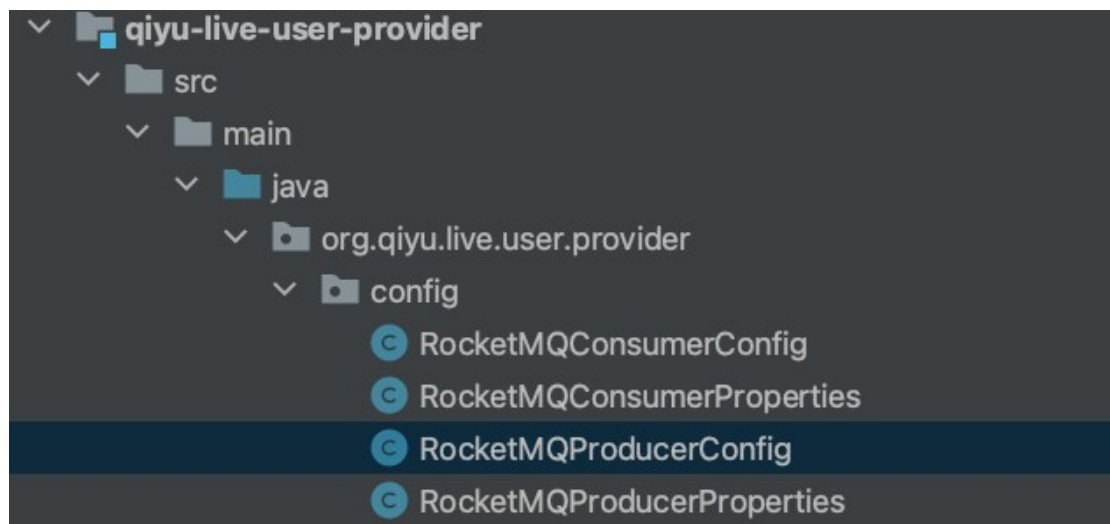 qiyu-live-user-provider
src
main
java
org.qiyu.live.user.provider
config
C RocketMQConsumerConfig
C RocketMQConsumerProperties
C RocketMQProducerConfig
C RocketMQProducerProperties